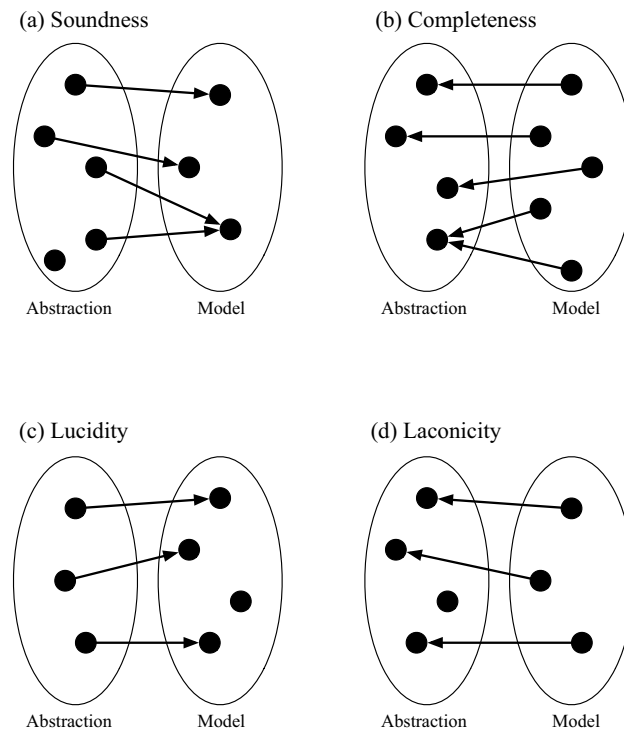 (a) Soundness
(b) Completeness
Abstraction
Model
Abstraction
Model
(c) Lucidity
(d) Laconicity
Abstraction
Model
Abstraction
Model